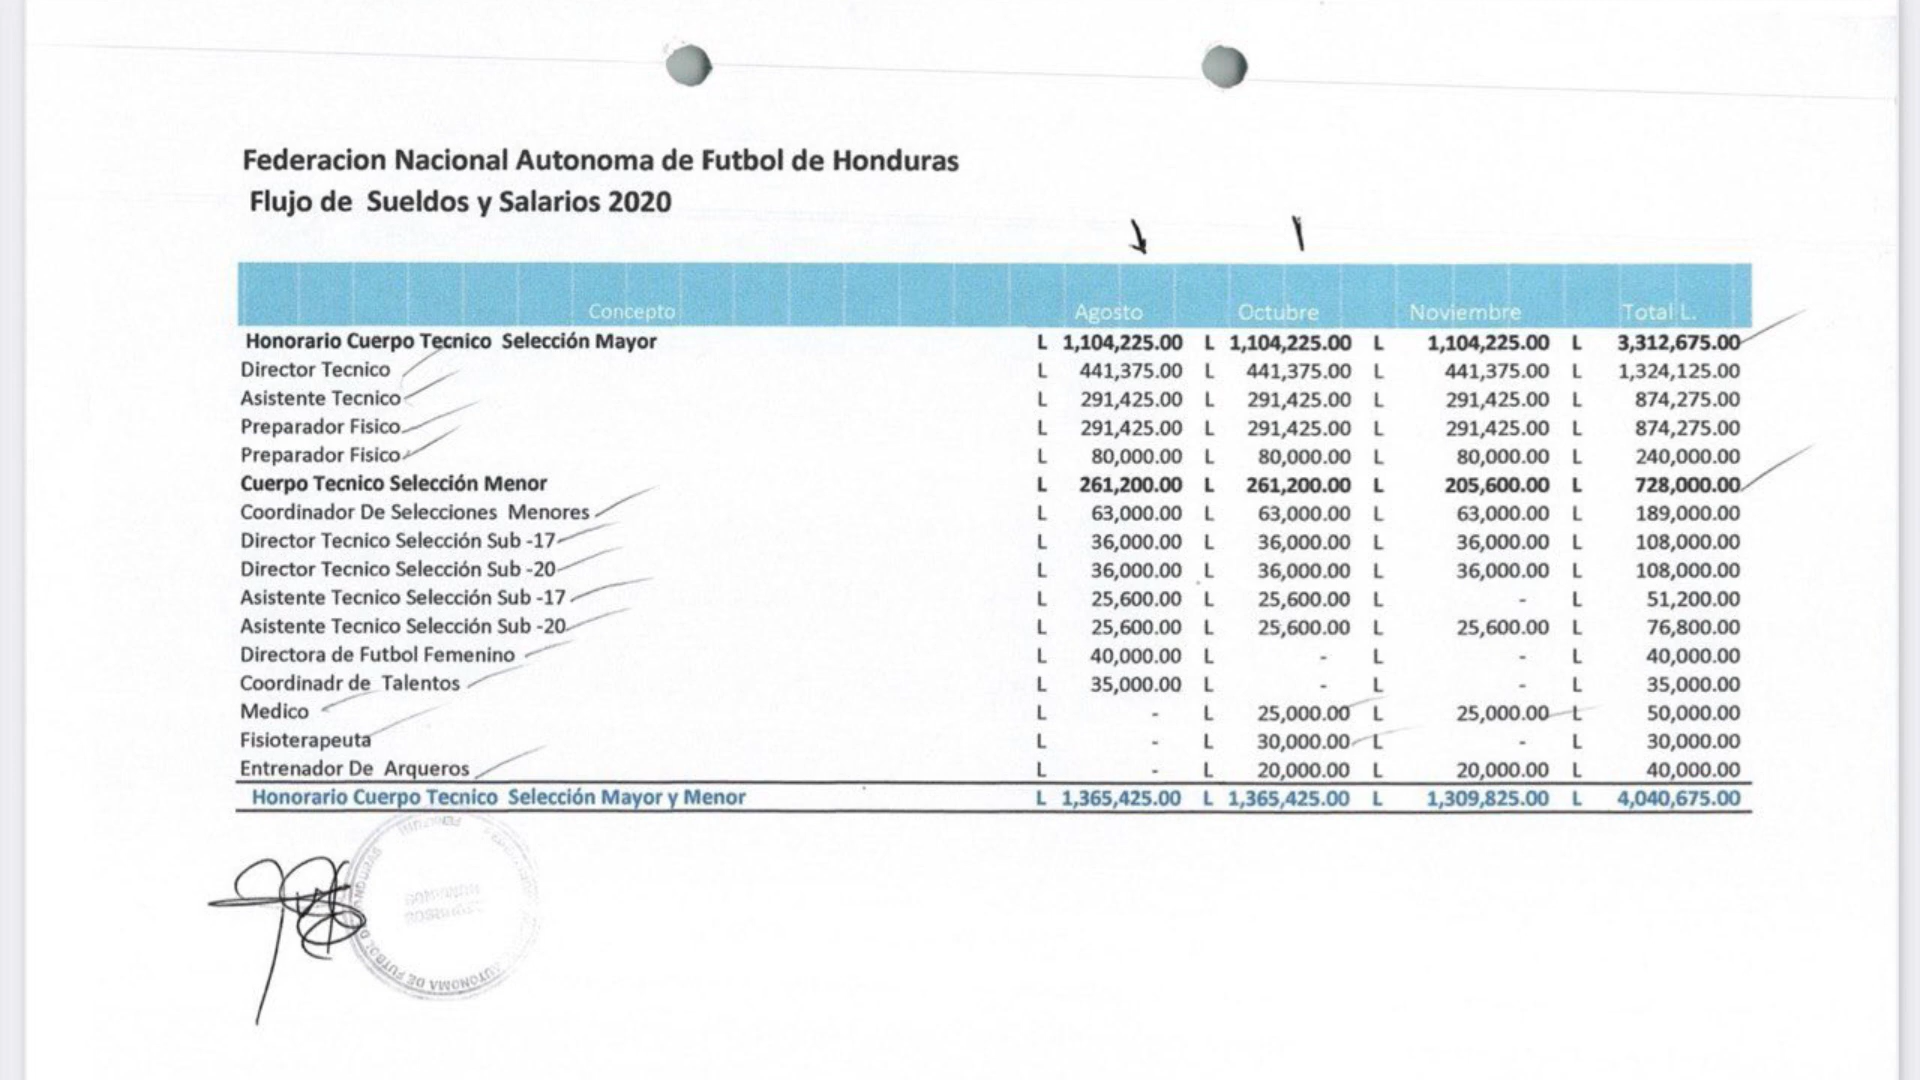 Federacion Nacional Autonoma de Futbol de Honduras
Flujo de Sueldos y Salarios 2020
Concepto Agosto Octubre Noviembre Total L.
Honorario Cuerpo Tecnico Selección Mayor L 1,104,225.00 L 1,104,225.00 L 1,104,225.00 L 3,312,675.00
Director Tecnico L 441,375.00 L 441,375.00 L 441,375.00 L 1,324,125.00
Asistente Tecnico L 291,425.00 L 291,425.00 L 291,425.00 L 874,275.00
Preparador Fisico L 291,425.00 L 291,425.00 L 291,425.00 L 874,275.00
Preparador Fisico L 80,000.00 L 80,000.00 L 80,000.00 L 240,000.00
Cuerpo Tecnico Selección Menor L 261,200.00 L 261,200.00 L 205,600.00 L 728,000.00
Coordinador De Selecciones Menores L 63,000.00 L 63,000.00 L 63,000.00 L 189,000.00
Director Tecnico Selección Sub -17 L 36,000.00 L 36,000.00 L 36,000.00 L 108,000.00
Director Tecnico Selección Sub -20 L 36,000.00 L 36,000.00 L 36,000.00 L 108,000.00
Asistente Tecnico Selección Sub -17 L 25,600.00 L 25,600.00 L - L 51,200.00
Asistente Tecnico Selección Sub -20 L 25,600.00 L 25,600.00 L 25,600.00 L 76,800.00
Directora de Futbol Femenino L 40,000.00 L - L - L 40,000.00
Coordinadr de Talentos L 35,000.00 L - L - L 35,000.00
Medico L - L 25,000.00 L 25,000.00 L 50,000.00
Fisioterapeuta L - L 30,000.00 L - L 30,000.00
Entrenador De Arqueros L - L 20,000.00 L 20,000.00 L 40,000.00
Honorario Cuerpo Tecnico Selección Mayor y Menor L 1,365,425.00 L 1,365,425.00 L 1,309,825.00 L 4,040,675.00
AUTONOMA DE FUTBOL